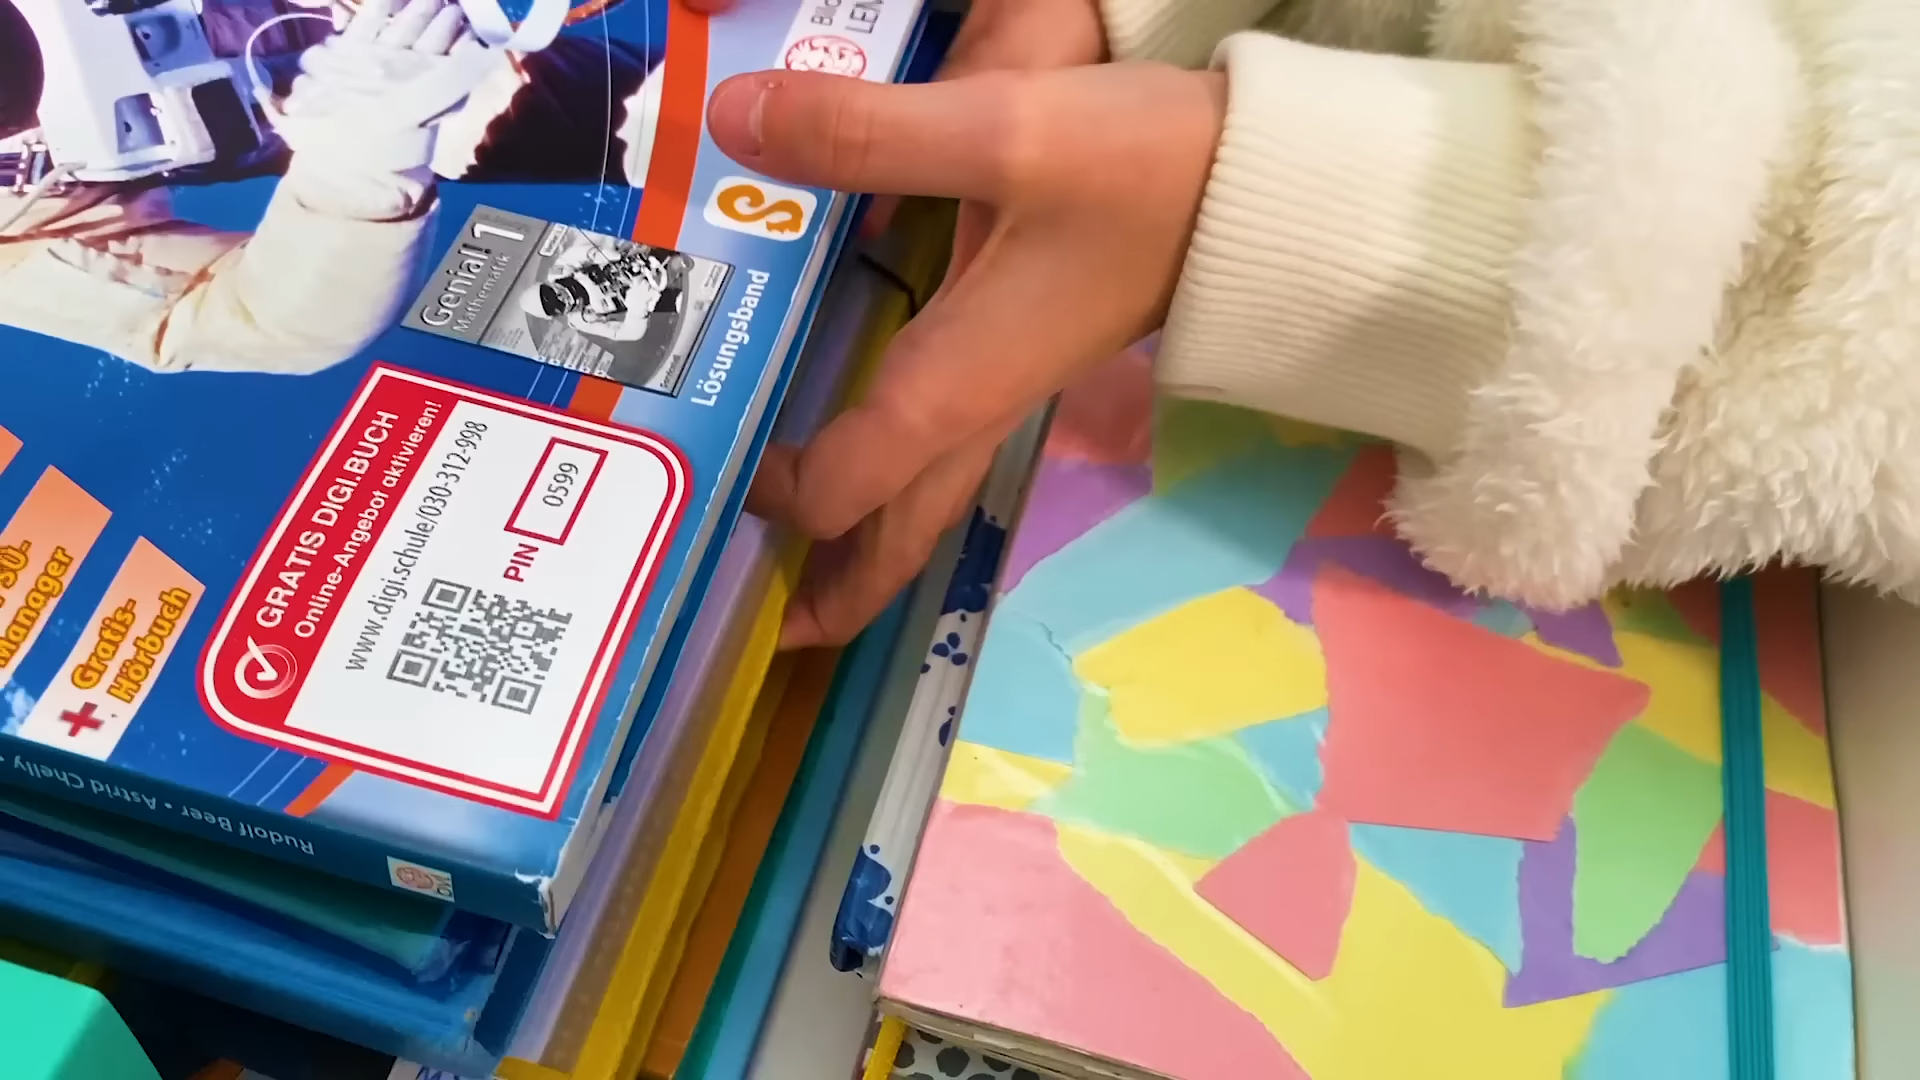 Genial! 1
Mathematik
Lösungsband
GRATIS DIGI.BUCH
Online-Angebot aktivieren!
www.digi.schule/030-312-998
PIN
0599
Manager
+ Gratis-
Hörbuch
Rudolf Beer • Astrid Chelly •